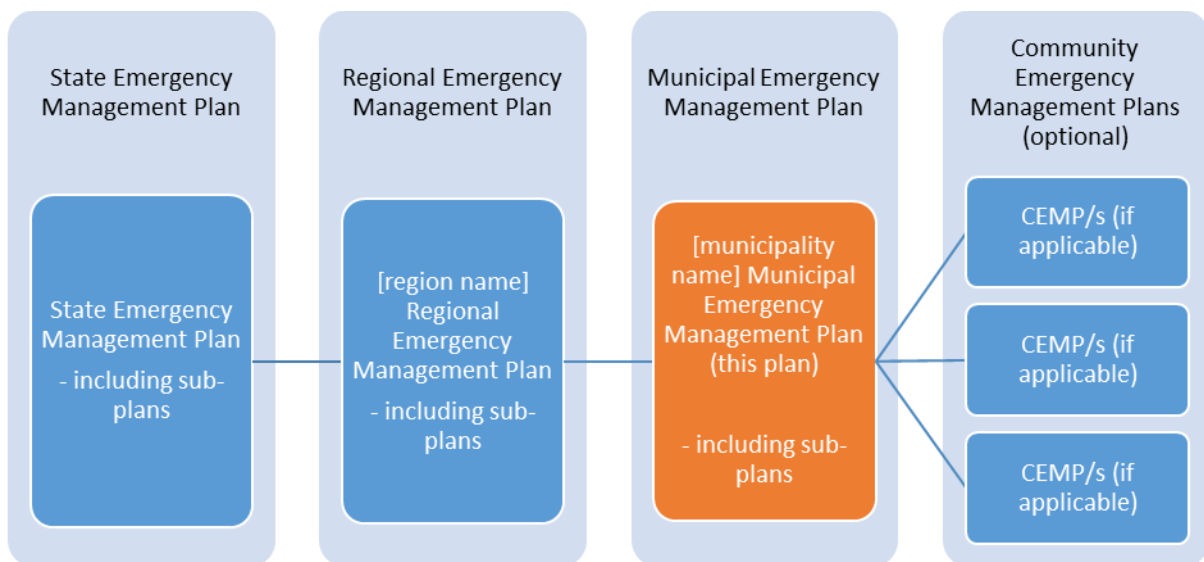 State Emergency
Management Plan
Regional Emergency
Management Plan
Municipal Emergency
Management Plan
Community
Emergency
Management Plans
(optional)
State Emergency
Management Plan
- including sub-
plans
[region name]
Regional
Emergency
Management Plan
- including sub-
plans
[municipality
name] Municipal
Emergency
Management Plan
(this plan)
- including sub-
plans
CEMP/s (if
applicable)
CEMP/s (if
applicable)
CEMP/s (if
applicable)